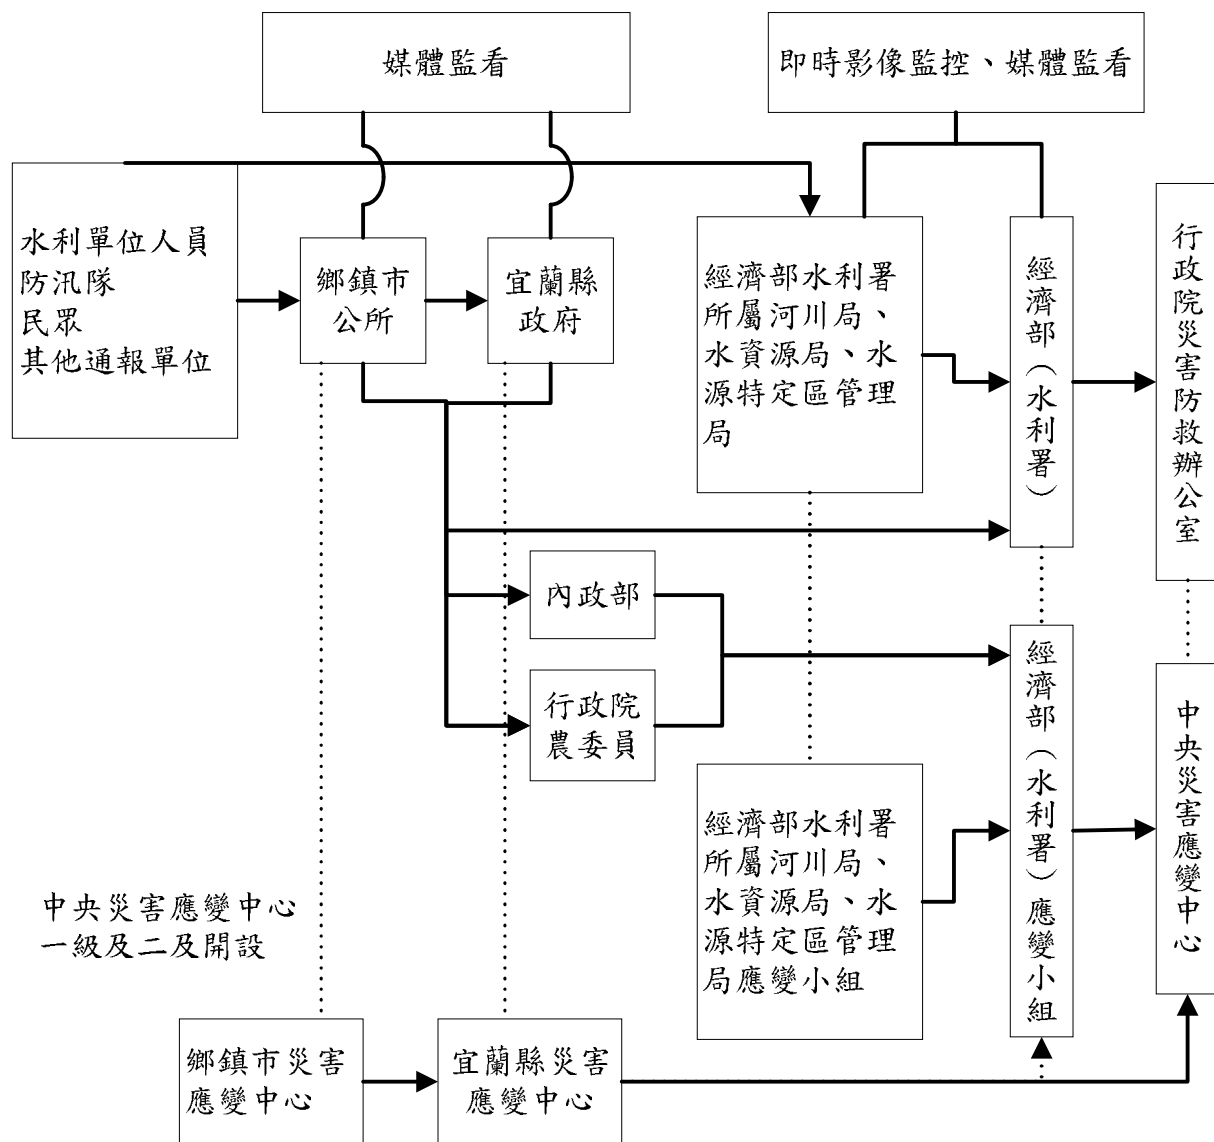 媒體監看
即時影像監控、媒體監看
水利單位人員
防汛隊
民眾
其他通報單位
鄉鎮市
公所
宜蘭縣
政府
經濟部水利署
所屬河川局、
水資源局、水
源特定區管理
局
經濟部（水利署）
行政院災害防救辦公室
內政部
行政院
農委員
經濟部水利署
所屬河川局、
水資源局、水
源特定區管理
局應變小組
經濟部（水利署）應變小組
中央災害應變中心
中央災害應變中心
一級及二及開設
鄉鎮市災害
應變中心
宜蘭縣災害
應變中心